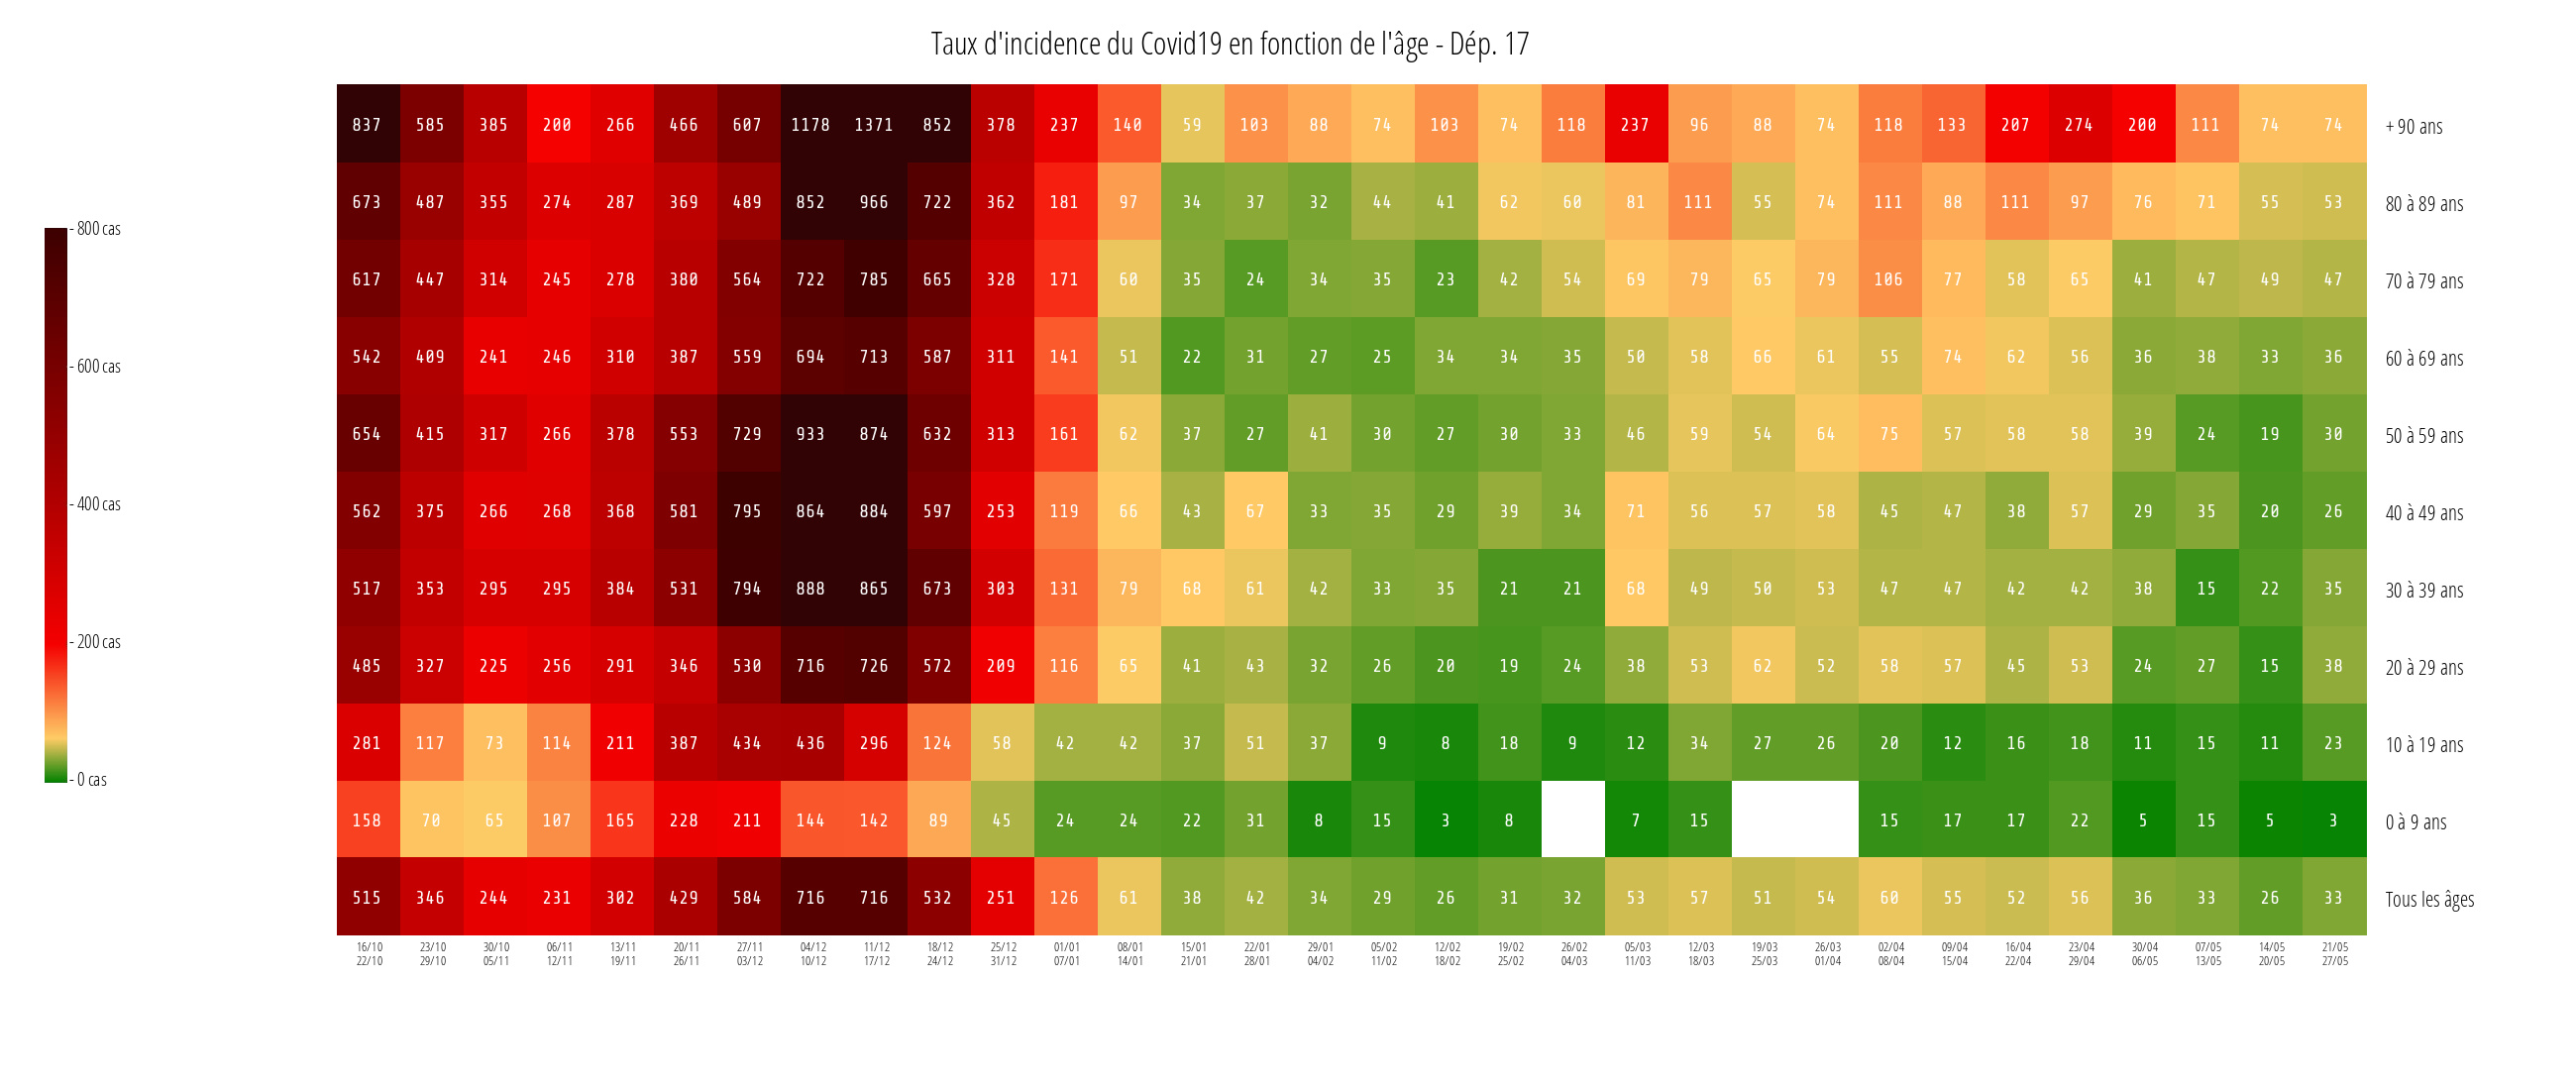 Taux d'incidence du Covid19 en fonction de l'âge - Dép. 17
837 585 385 200 266 466 607 1178 1371 852 378 237 140 59 103 88 74 103 74 118 237 96 88 74 118 133 207 274 200 111 74 74 + 90 ans
673 487 355 274 287 369 489 852 966 722 362 181 97 34 37 32 44 41 62 60 81 111 55 74 111 88 111 97 76 71 55 53 80 à 89 ans
- 800 cas
617 447 314 245 278 380 564 722 785 665 328 171 60 35 24 34 35 23 42 54 69 79 65 79 106 77 58 65 41 47 49 47 70 à 79 ans
542 409 241 246 310 387 559 694 713 587 311 141 51 22 31 27 25 34 34 35 50 58 66 61 55 74 62 56 36 38 33 36 60 à 69 ans
- 600 cas
654 415 317 266 378 553 729 933 874 632 313 161 62 37 27 41 30 27 30 33 46 59 54 64 75 57 58 58 39 24 19 30 50 à 59 ans
- 400 cas
562 375 266 268 368 581 795 864 884 597 253 119 66 43 67 33 35 29 39 34 71 56 57 58 45 47 38 57 29 35 20 26 40 à 49 ans
517 353 295 295 384 531 794 888 865 673 303 131 79 68 61 42 33 35 21 21 68 49 50 53 47 47 42 42 38 15 22 35 30 à 39 ans
- 200 cas
485 327 225 256 291 346 530 716 726 572 209 116 65 41 43 32 26 20 19 24 38 53 62 52 58 57 45 53 24 27 15 38 20 à 29 ans
281 117 73 114 211 387 434 436 296 124 58 42 42 37 51 37 9 8 18 9 12 34 27 26 20 12 16 18 11 15 11 23 10 à 19 ans
- 0 cas
158 70 65 107 165 228 211 144 142 89 45 24 24 22 31 8 15 3 8 7 15 15 17 17 22 5 15 5 3 0 à 9 ans
515 346 244 231 302 429 584 716 716 532 251 126 61 38 42 34 29 26 31 32 53 57 51 54 60 55 52 56 36 33 26 33 Tous les âges
16/10 23/10 30/10 06/11 13/11 20/11 27/11 04/12 11/12 18/12 25/12 01/01 08/01 15/01 22/01 29/01 05/02 12/02 19/02 26/02 05/03 12/03 19/03 26/03 02/04 09/04 16/04 23/04 30/04 07/05 14/05 21/05
22/10 29/10 05/11 12/11 19/11 26/11 03/12 10/12 17/12 24/12 31/12 07/01 14/01 21/01 28/01 04/02 11/02 18/02 25/02 04/03 11/03 18/03 25/03 01/04 08/04 15/04 22/04 29/04 06/05 13/05 20/05 27/05